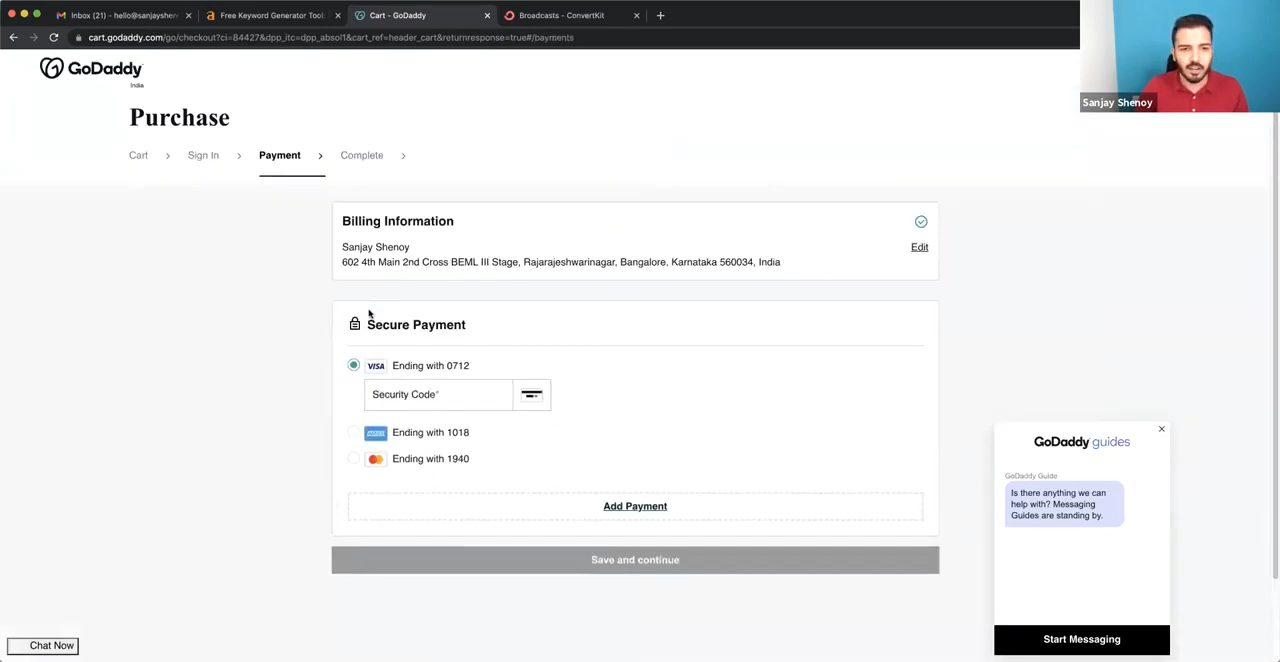 Inbox (21) - hello@sanjayshen
Free Keyword Generator Tool:
Cart - GoDaddy
Broadcasts - ConvertKit
cart.godaddy.com/go/checkout?ci=84427&dpp_itc=dpp_absol1&cart_ref=header_cart&returnresponse=true#/payments
Sanjay Shenoy
GoDaddy
India
Purchase
Cart > Sign In > Payment > Complete >
Billing Information
Sanjay Shenoy
Edit
602 4th Main 2nd Cross BEML III Stage, Rajarajeshwarinagar, Bangalore, Karnataka 560034, India
Secure Payment
VISA Ending with 0712
Security Code*
AMEX Ending with 1018
Ending with 1940
Add Payment
Save and continue
GoDaddy guides
GoDaddy Guide
Is there anything we can
help with? Messaging
Guides are standing by.
Start Messaging
Chat Now